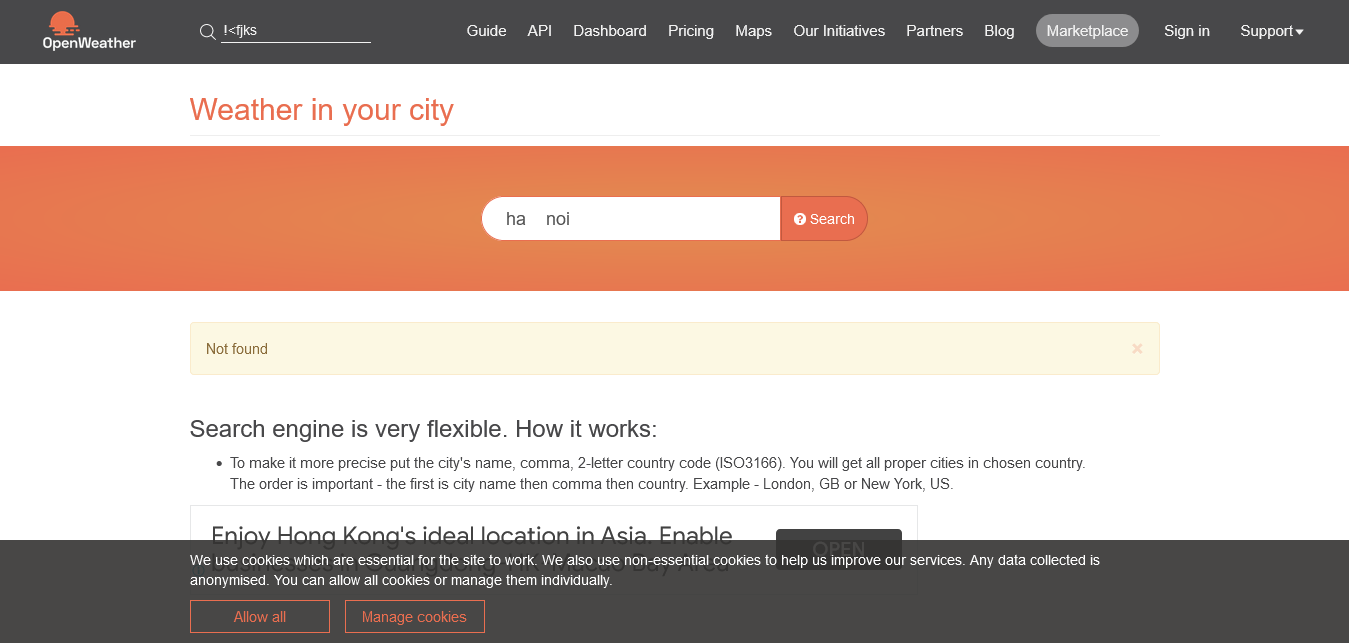 OpenWeather
!<fjks
Guide API Dashboard Pricing Maps Our Initiatives Partners Blog Marketplace Sign in Support
Weather in your city
ha    noi
Search
Not found
×
Search engine is very flexible. How it works:
• To make it more precise put the city's name, comma, 2-letter country code (ISO3166). You will get all proper cities in chosen country.
The order is important - the first is city name then comma then country. Example - London, GB or New York, US.
Enjoy Hong Kong's ideal location in Asia. Enable
OPEN
We use cookies which are essential for the site to work. We also use non-essential cookies to help us improve our services. Any data collected is
anonymised. You can allow all cookies or manage them individually.
Allow all
Manage cookies